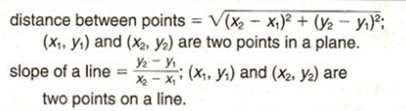 distance between points = √(x₂ − x₁)² + (y₂ − y₁)²;
(x₁, y₁) and (x₂, y₂) are two points in a plane.
slope of a line = y₂ − y₁ / x₂ − x₁; (x₁, y₁) and (x₂, y₂) are
two points on a line.